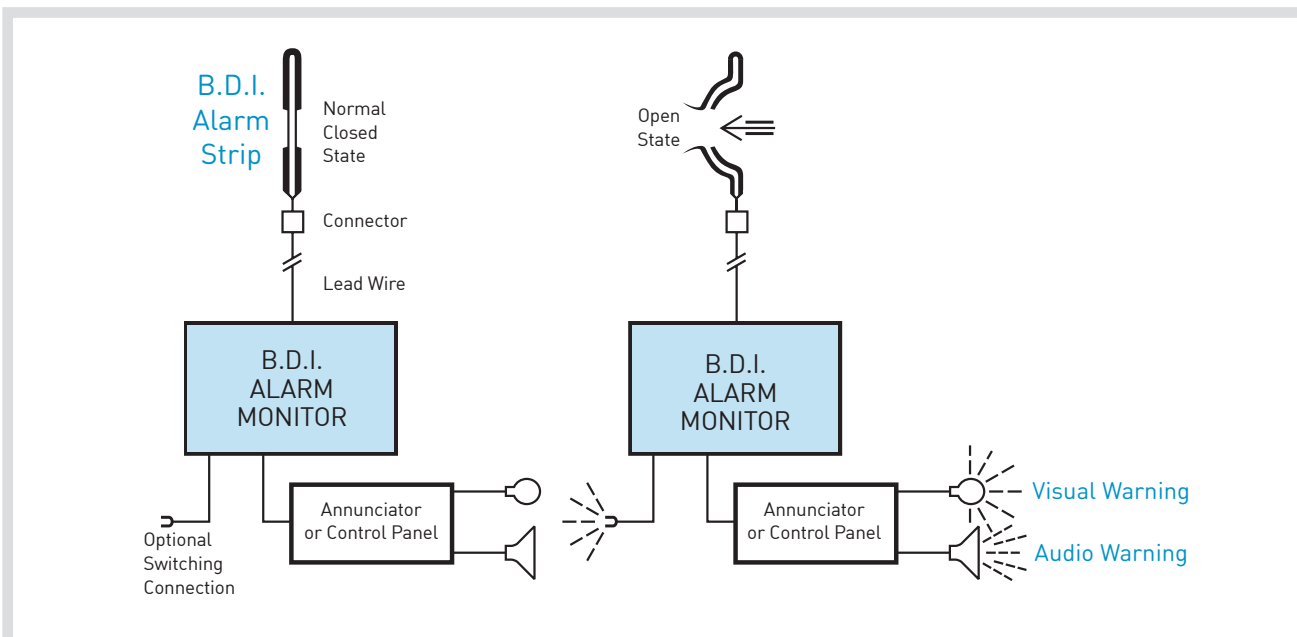 B.D.I.
Alarm
Strip
Normal
Closed
State
Connector
Lead Wire
B.D.I.
ALARM
MONITOR
Annunciator
or Control Panel
Optional
Switching
Connection
Open
State
B.D.I.
ALARM
MONITOR
Annunciator
or Control Panel
Visual Warning
Audio Warning